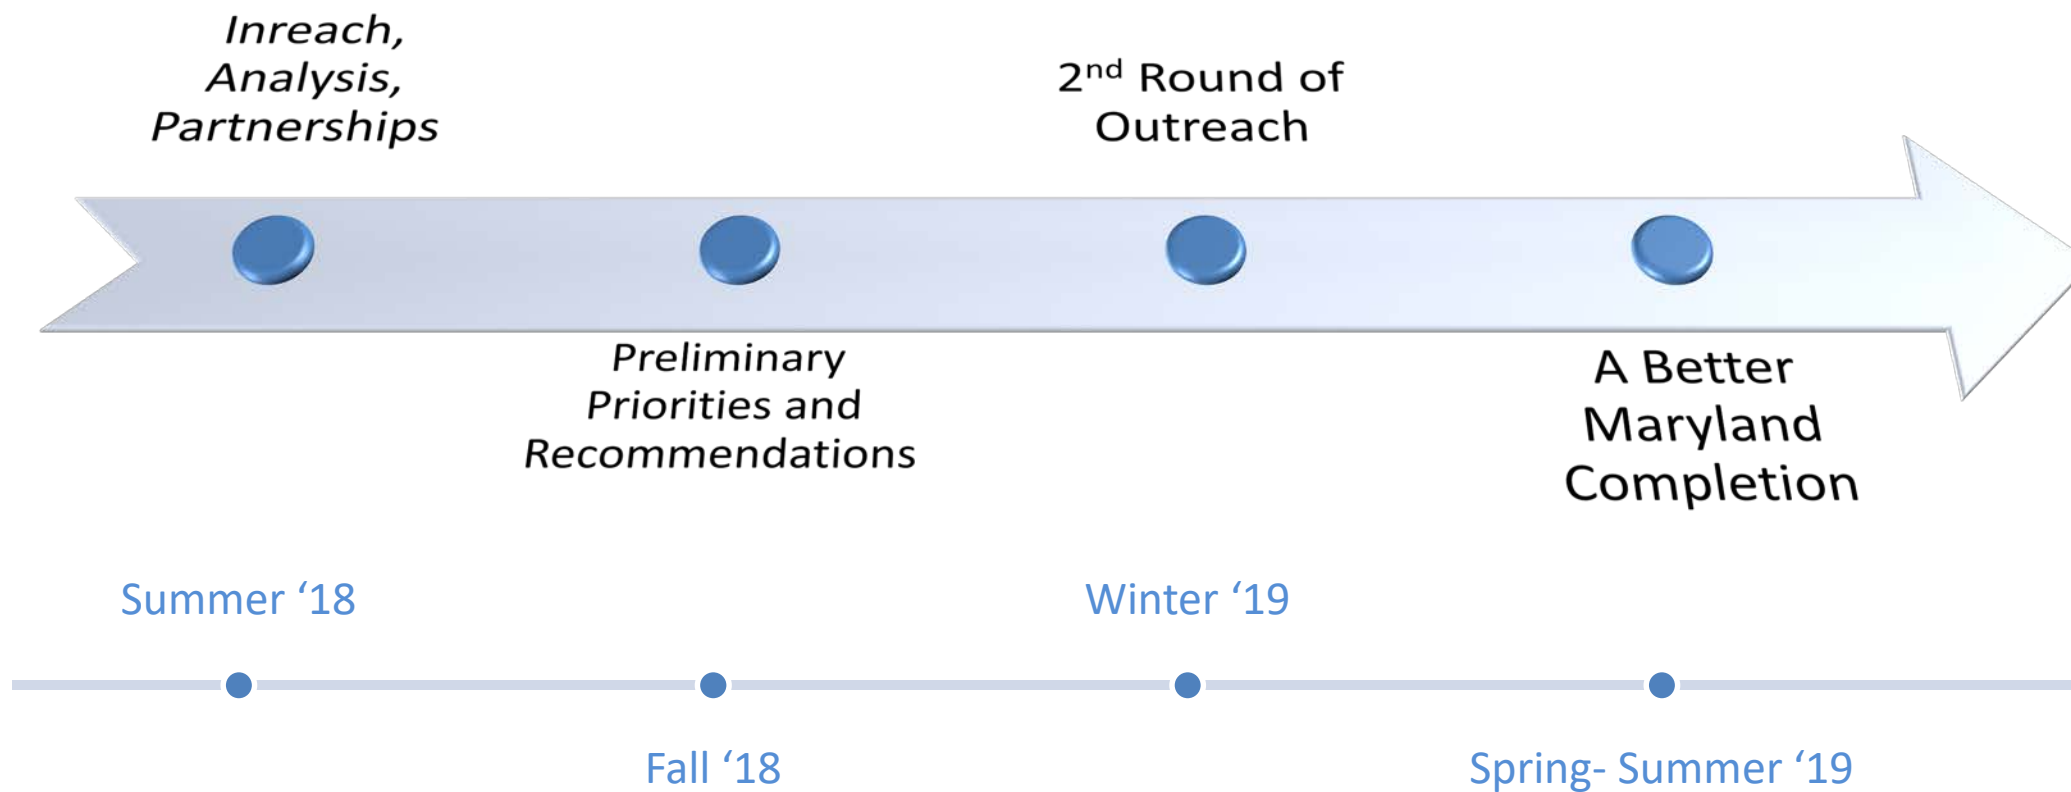 Inreach,
Analysis,
Partnerships
2nd Round of
Outreach
Preliminary
Priorities and
Recommendations
A Better
Maryland
Completion
Summer ‘18
Winter ‘19
Fall ‘18
Spring- Summer ‘19